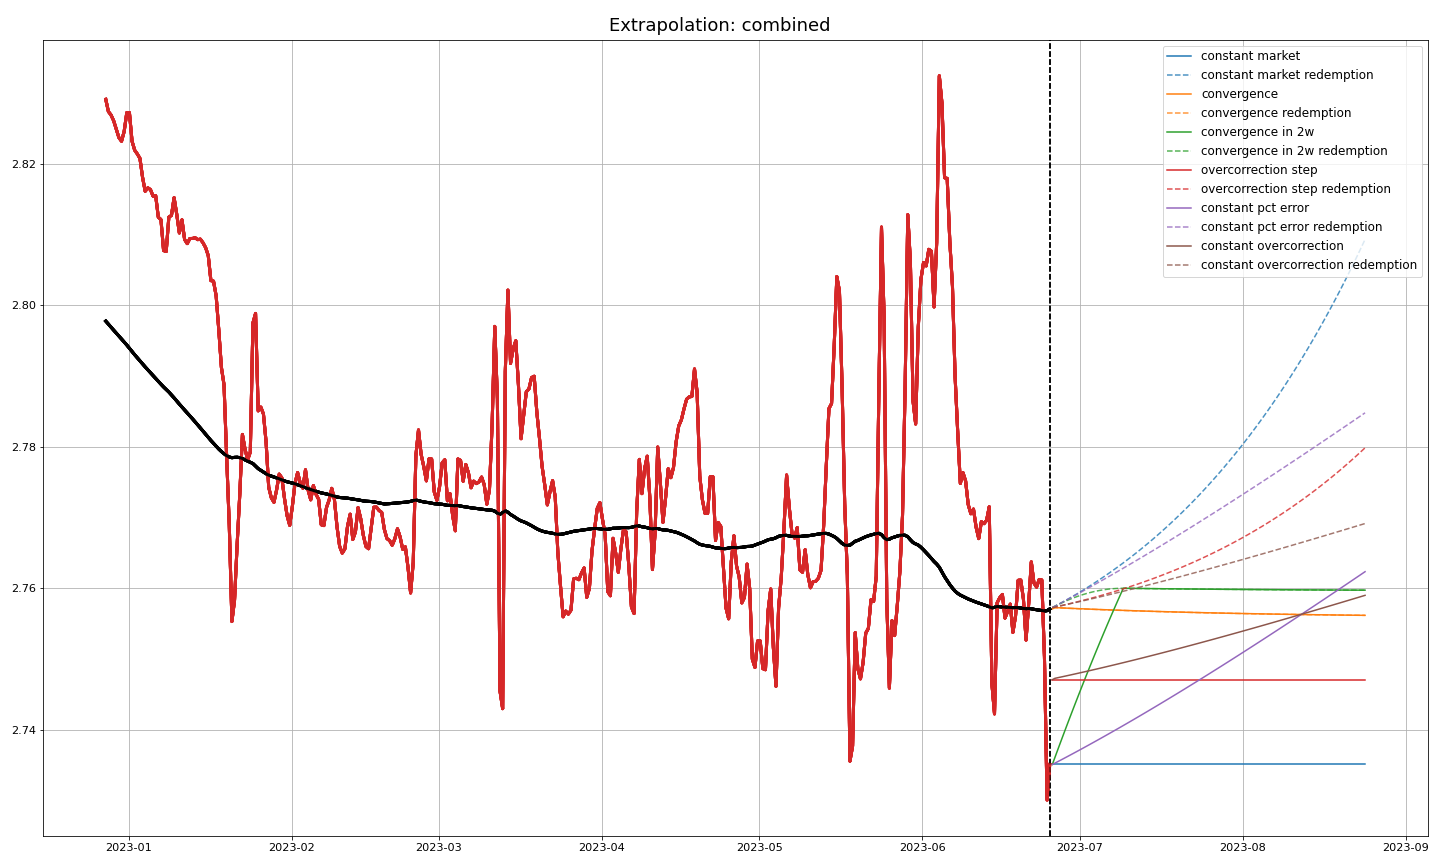 Extrapolation: combined
constant market
constant market redemption
convergence
convergence redemption
convergence in 2w
convergence in 2w redemption
overcorrection step
overcorrection step redemption
constant pct error
constant pct error redemption
constant overcorrection
constant overcorrection redemption
2.82
2.80
2.78
2.76
2.74
2023-01 2023-02 2023-03 2023-04 2023-05 2023-06 2023-07 2023-08 2023-09